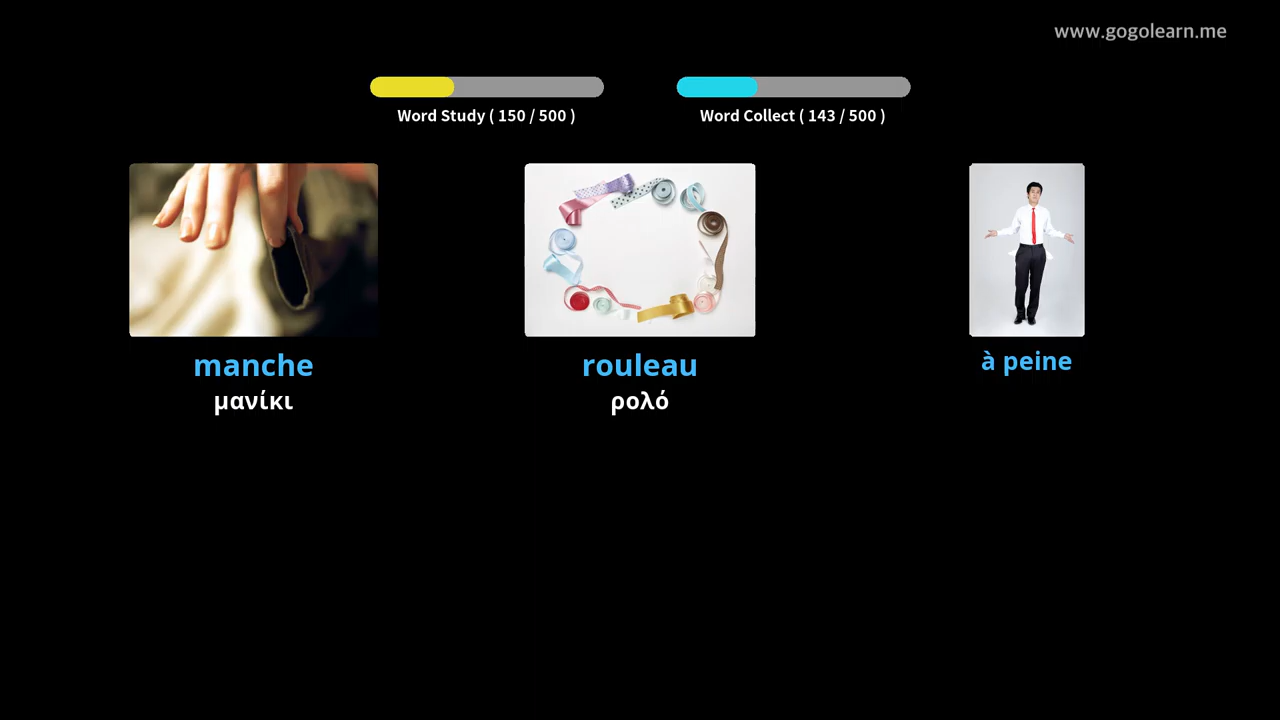 www.gogolearn.me
Word Study ( 150 / 500 )
Word Collect ( 143 / 500 )
manche
rouleau
à peine
μανίκι
ρολό